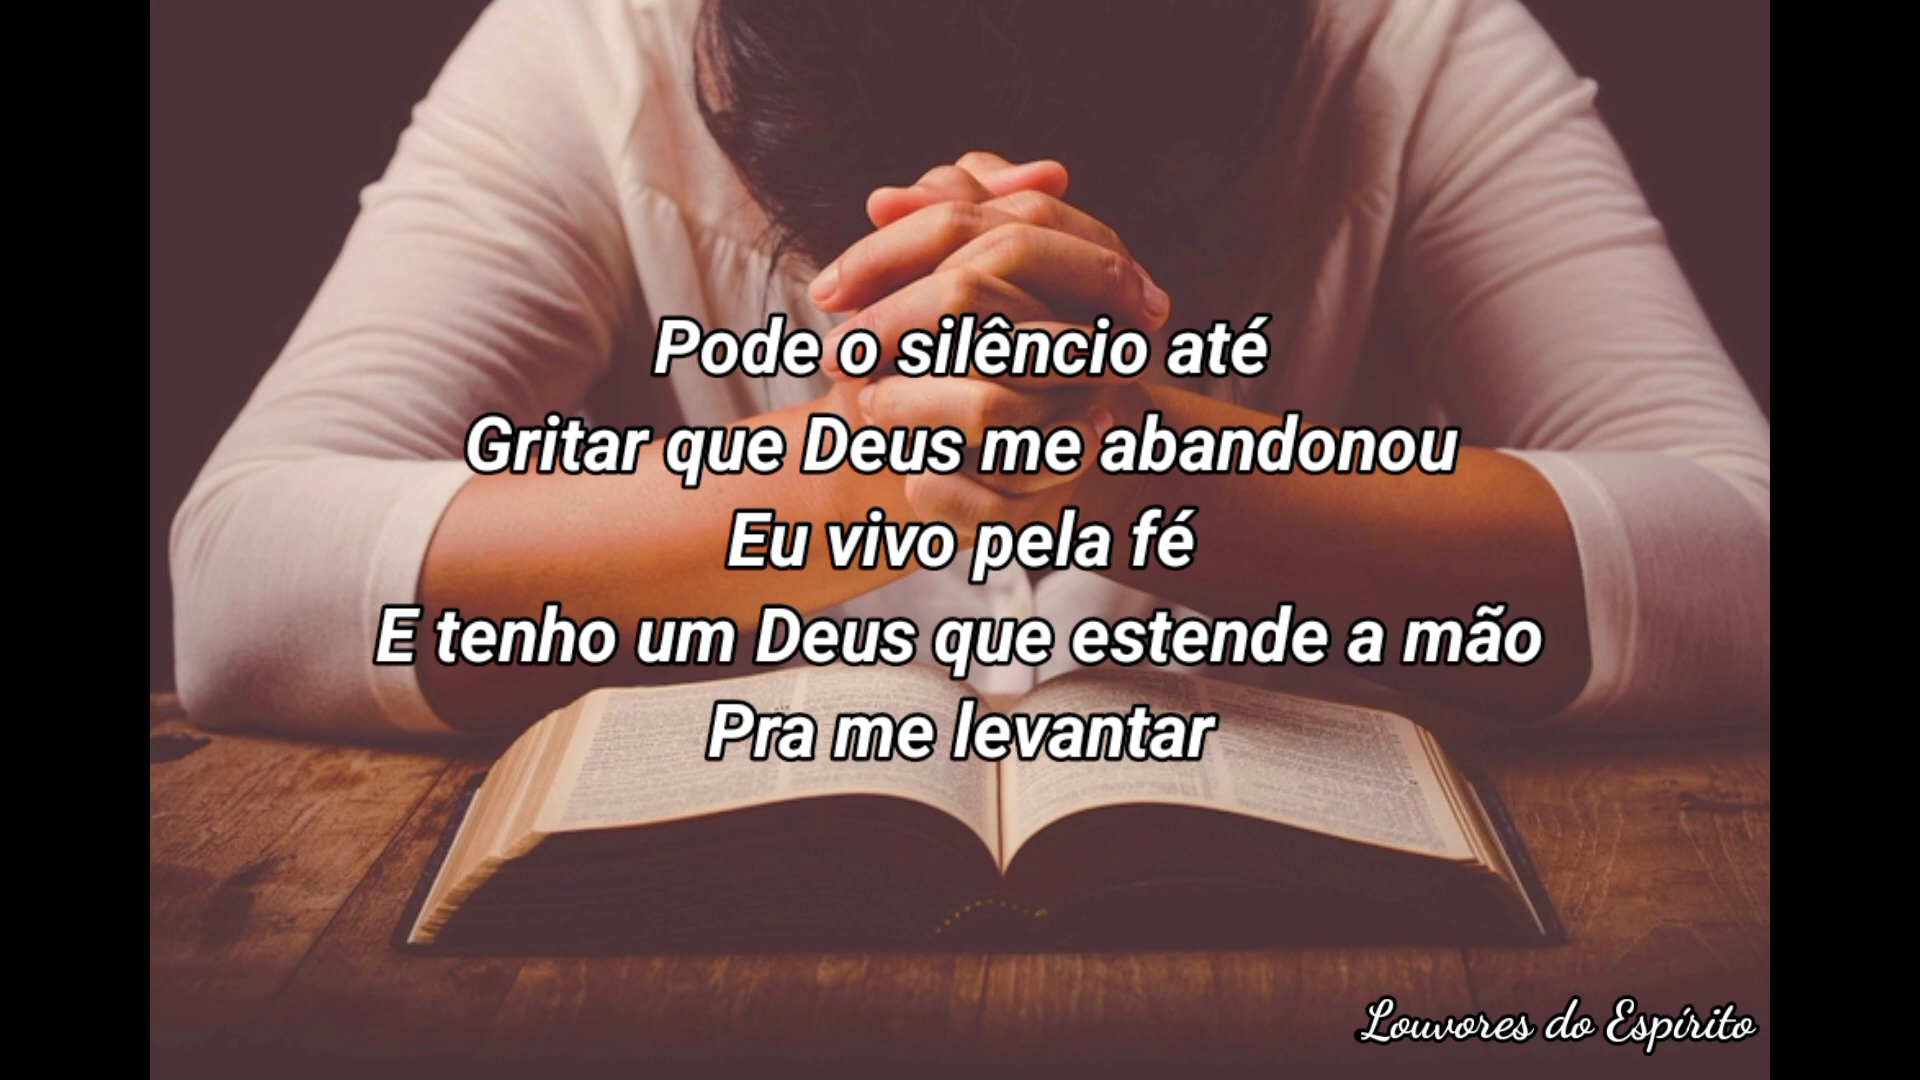 Pode o silêncio até
Gritar que Deus me abandonou
Eu vivo pela fé
E tenho um Deus que estende a mão
Pra me levantar
Louvores do Espírito